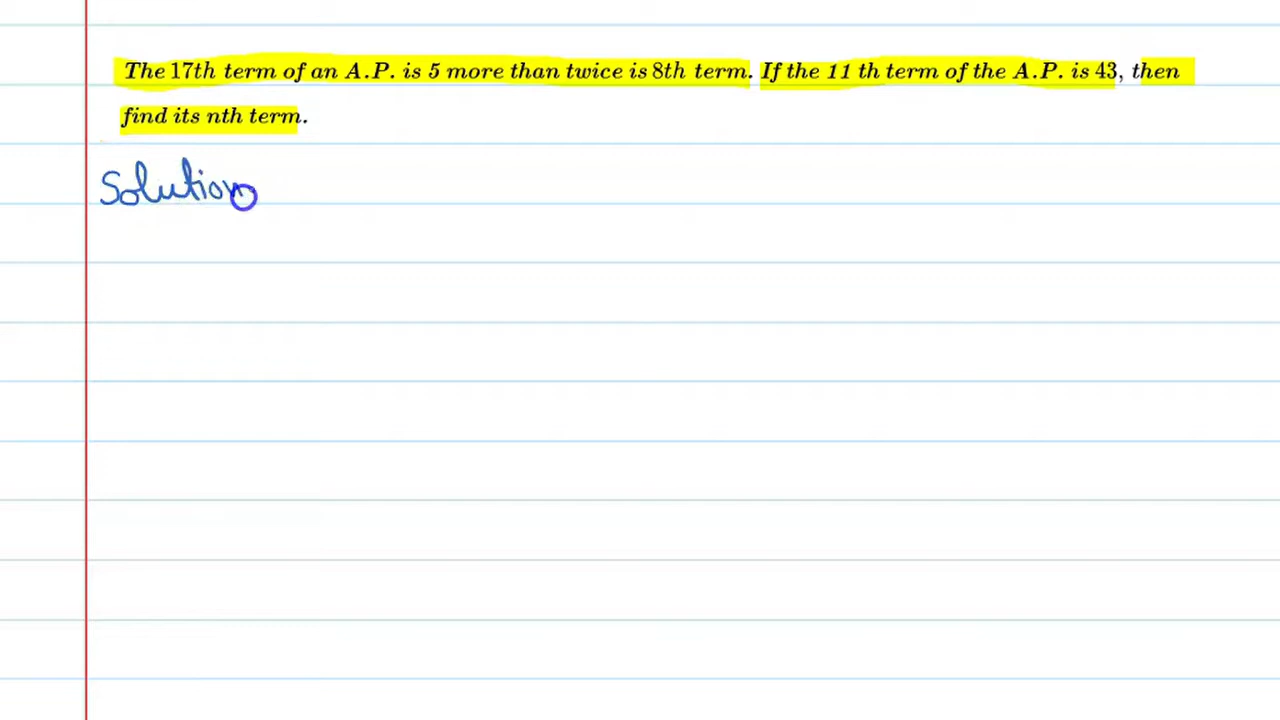 The 17th term of an A.P. is 5 more than twice is 8th term. If the 11 th term of the A.P. is 43, then
find its nth term.
Solution